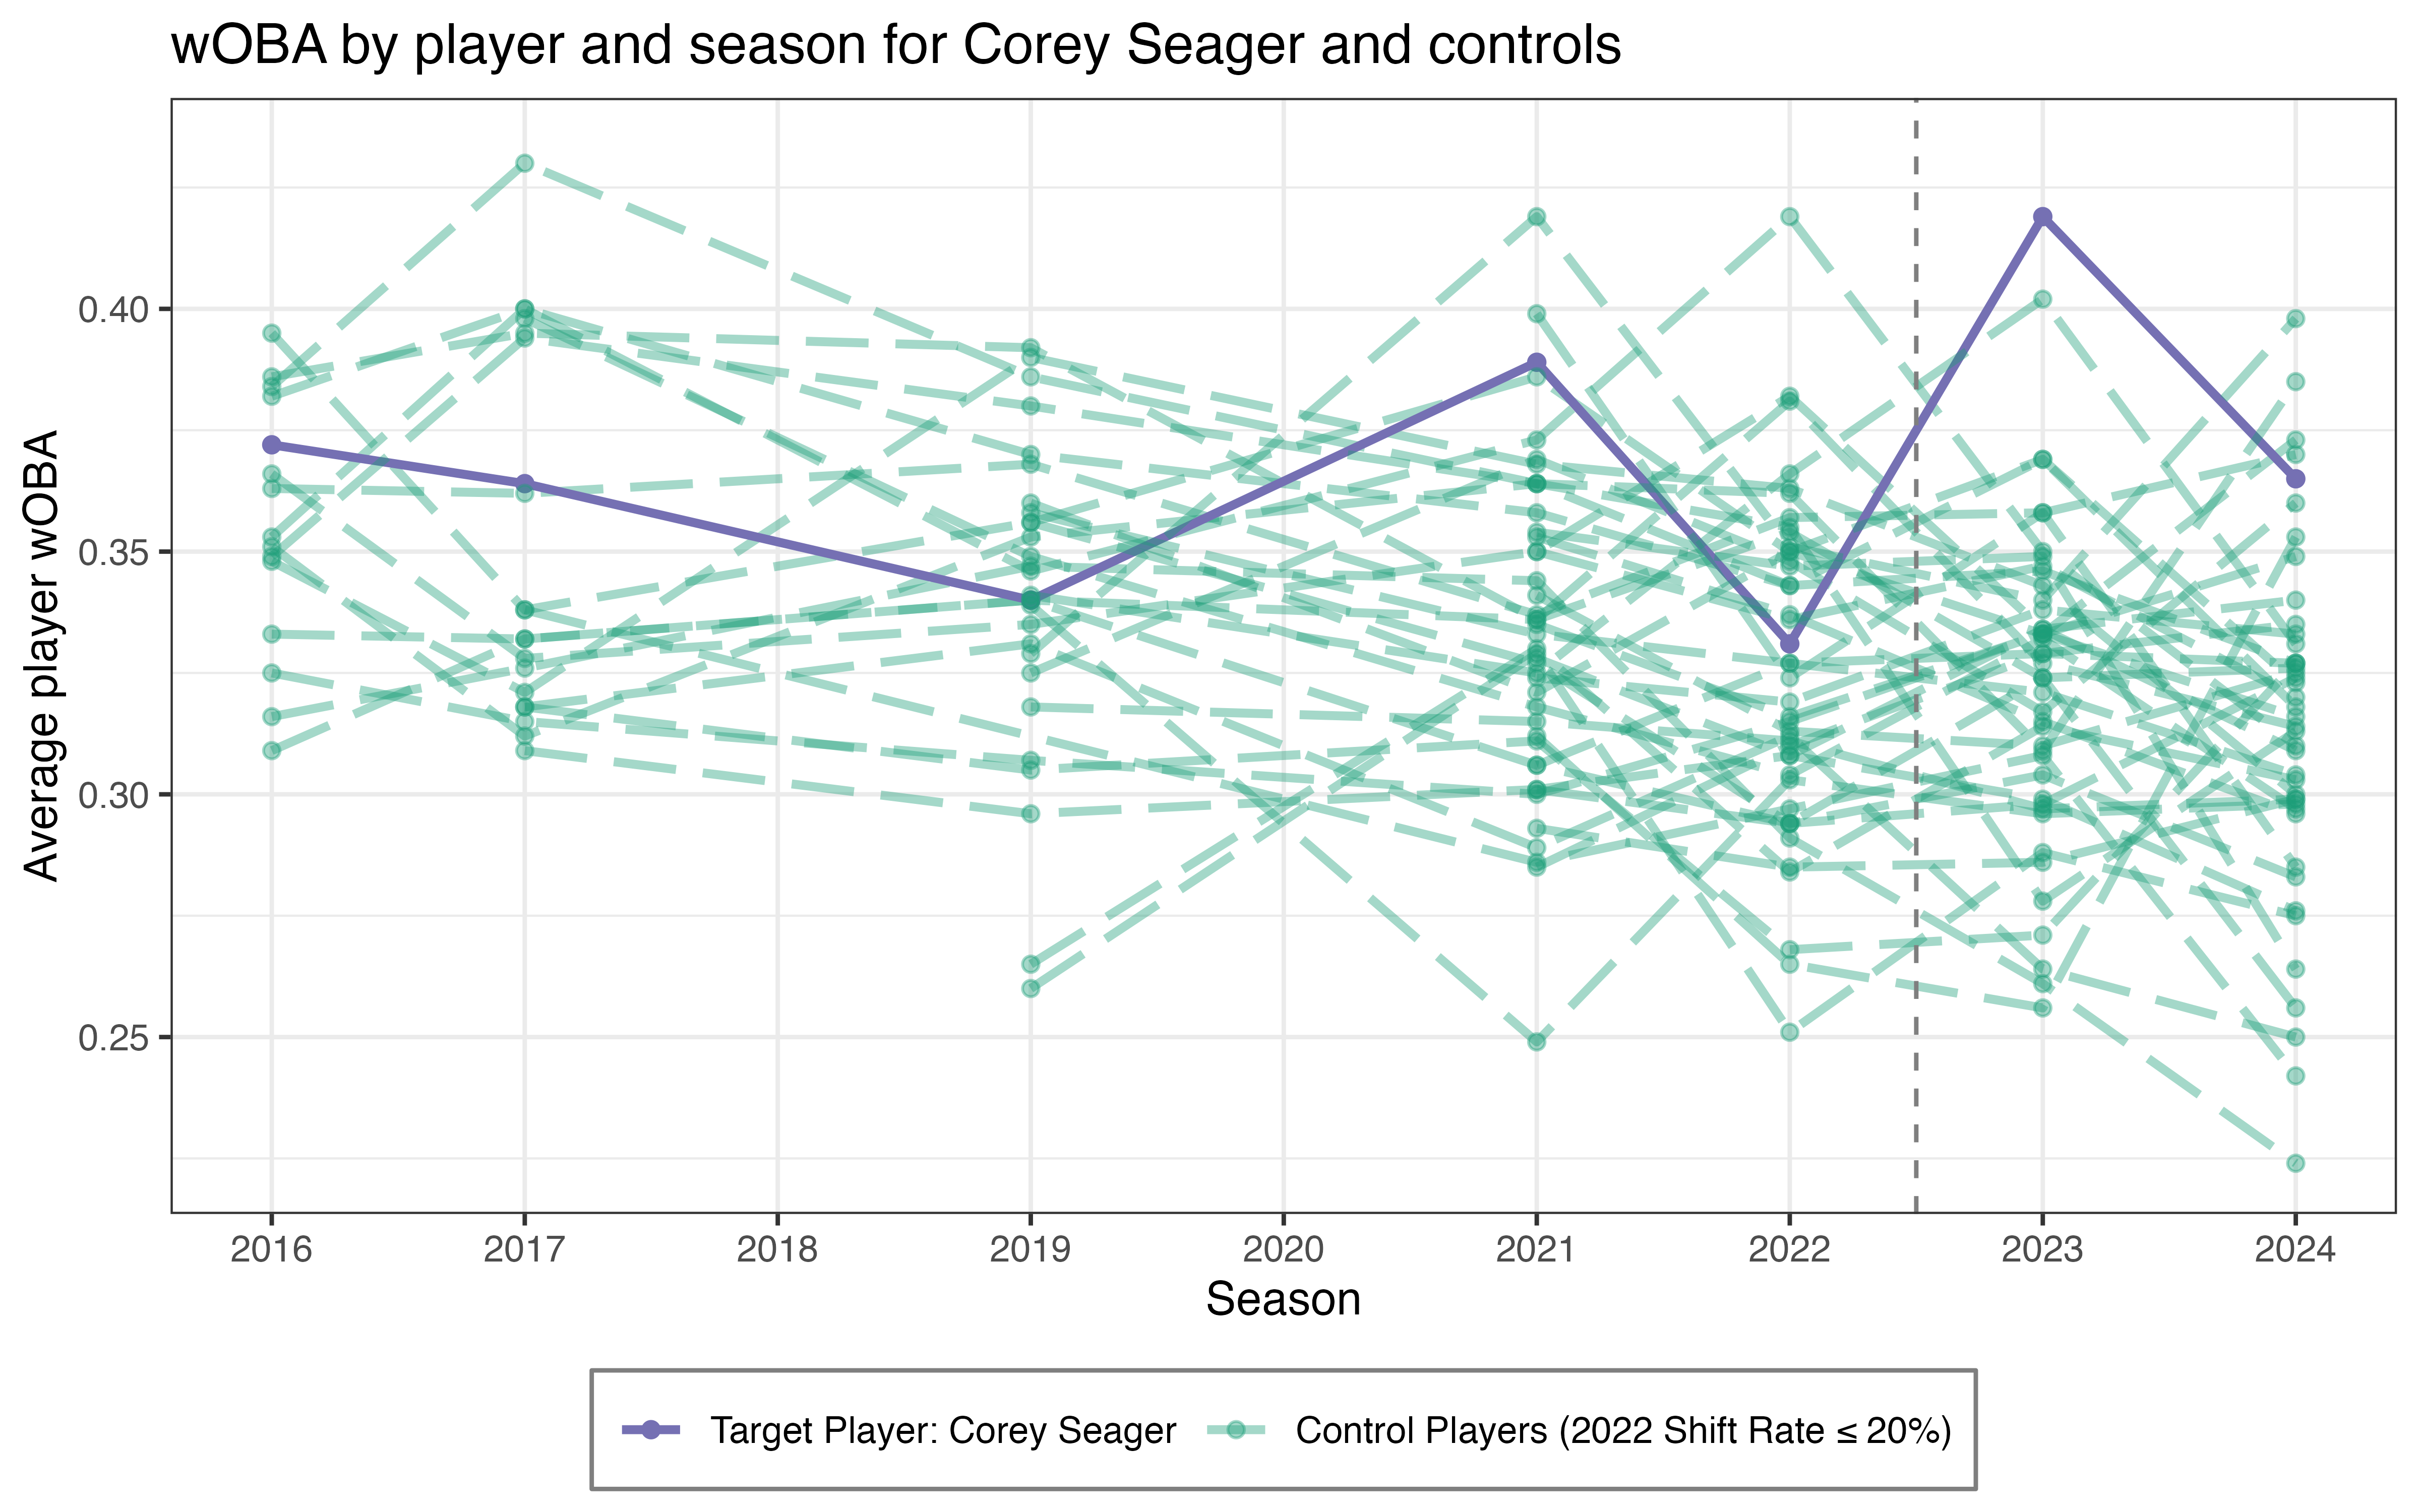 wOBA by player and season for Corey Seager and controls
Average player wOBA
0.40
0.35
0.30
0.25
2016 2017 2018 2019 2020 2021 2022 2023 2024
Season
Target Player: Corey Seager Control Players (2022 Shift Rate ≤ 20%)